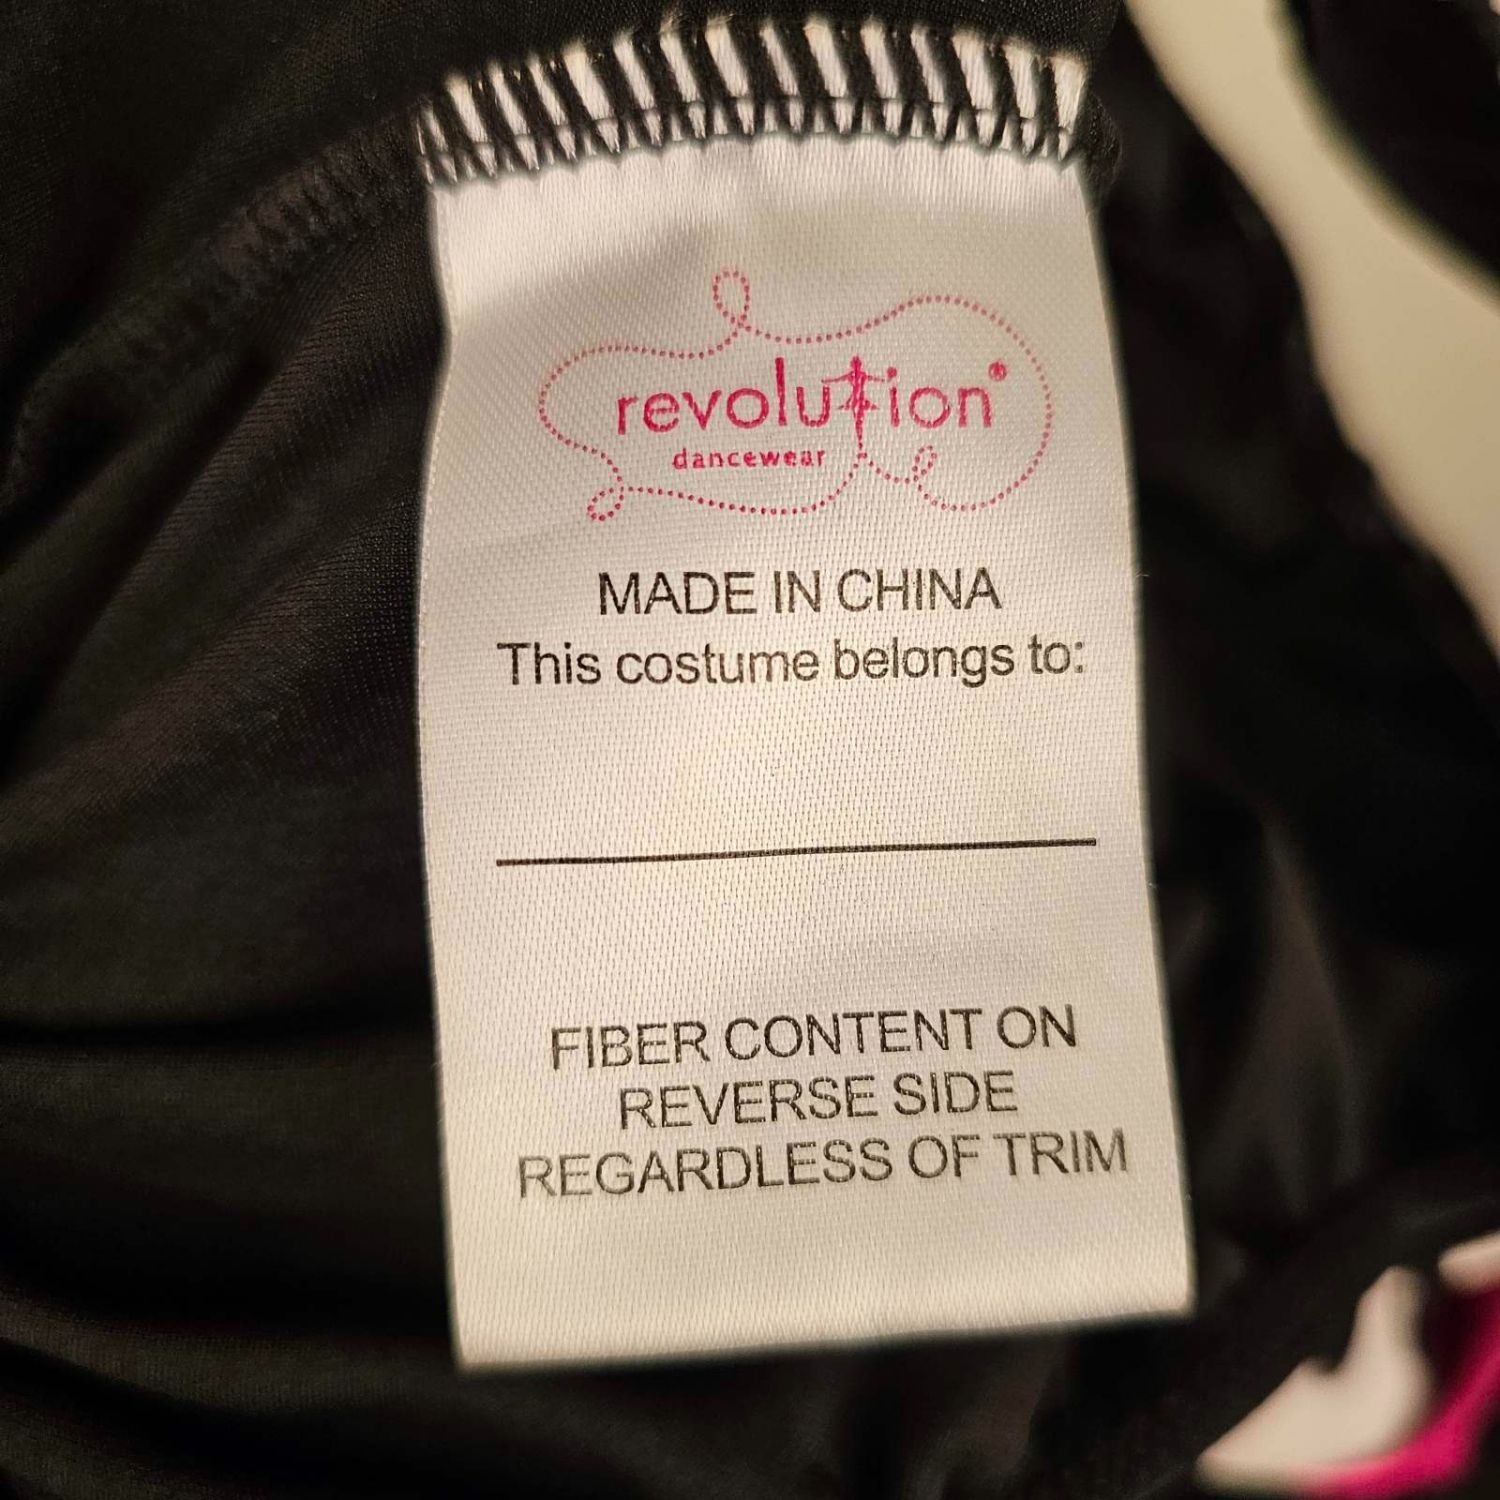 revolution®
dancewear
MADE IN CHINA
This costume belongs to:
FIBER CONTENT ON
REVERSE SIDE
REGARDLESS OF TRIM